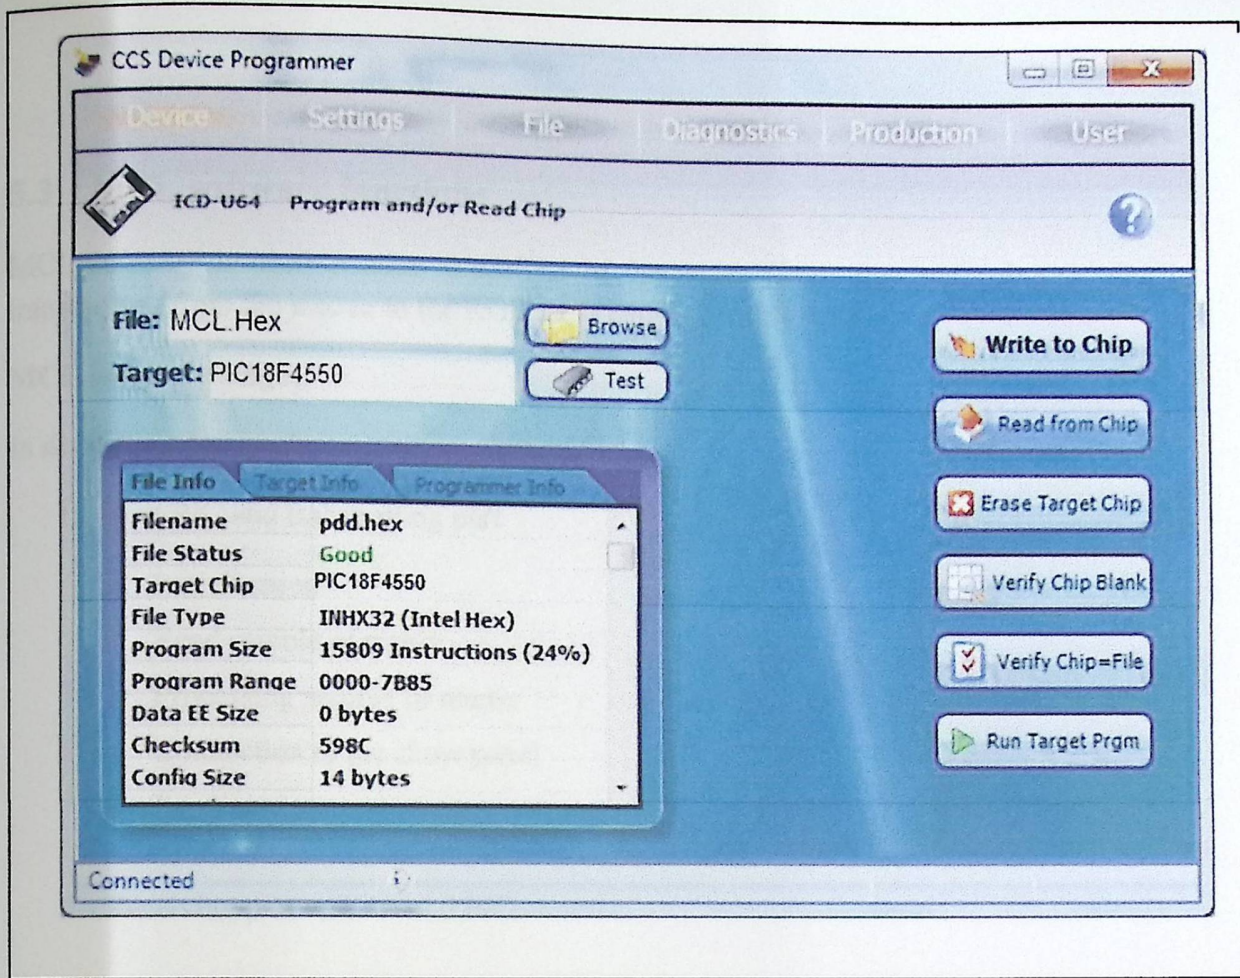 CCS Device Programmer
Device Settings File Diagnostics Production User
ICD-U64 Program and/or Read Chip
File: MCL.Hex Browse
Target: PIC18F4550 Test
Write to Chip
Read from Chip
Erase Target Chip
Verify Chip Blank
Verify Chip=File
Run Target Prgm
File Info Target Info Programmer Info
Filename pdd.hex
File Status Good
Target Chip PIC18F4550
File Type INHX32 (Intel Hex)
Program Size 15809 Instructions (24%)
Program Range 0000-7B85
Data EE Size 0 bytes
Checksum 598C
Config Size 14 bytes
Connected